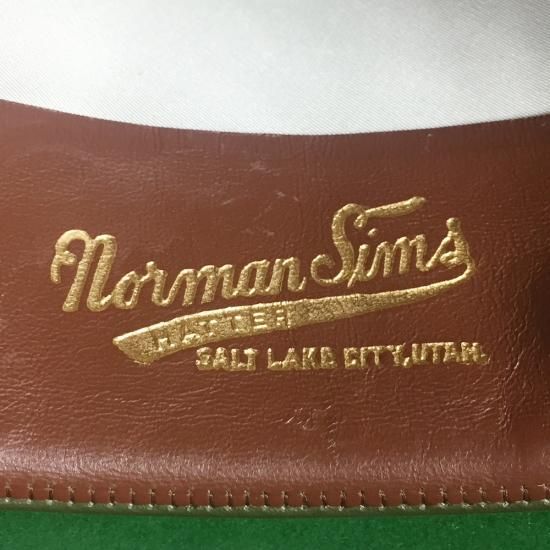 Norman Sims
HATTER
SALT LAKE CITY, UTAH.